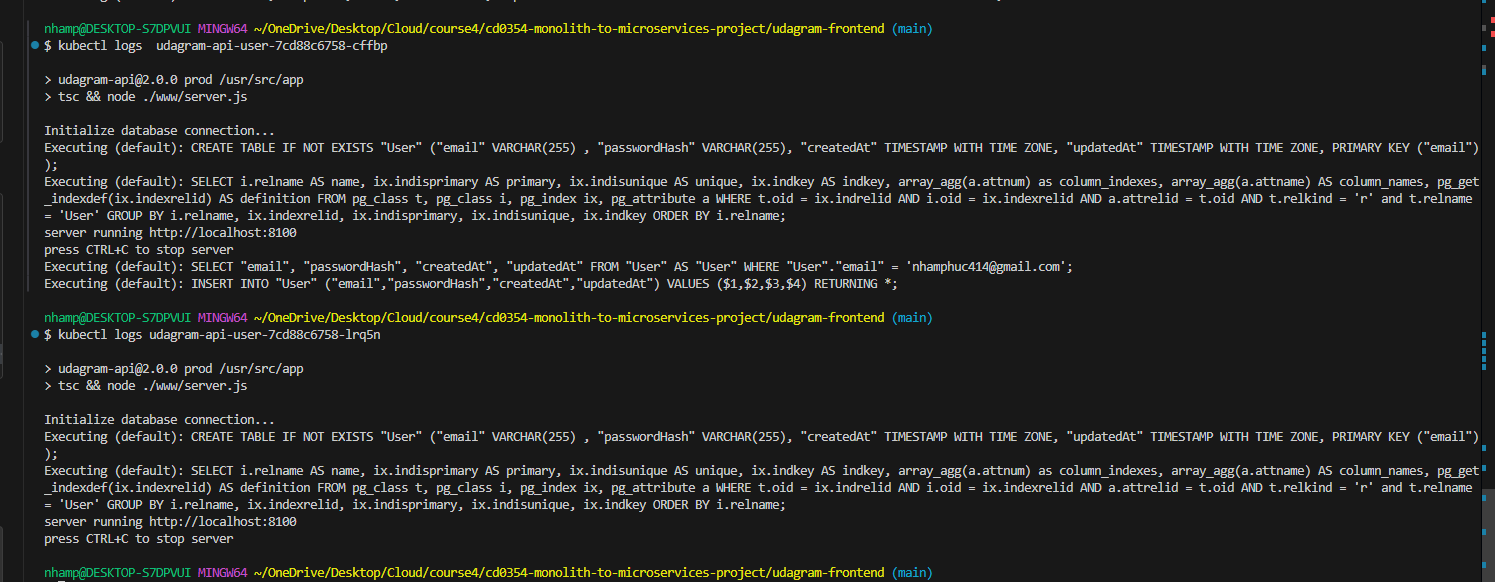 nhamp@DESKTOP-S7DPVUI MINGW64 ~/OneDrive/Desktop/Cloud/course4/cd0354-monolith-to-microservices-project/udagram-frontend (main)
$ kubectl logs  udagram-api-user-7cd88c6758-cffbp
> udagram-api@2.0.0 prod /usr/src/app
> tsc && node ./www/server.js
Initialize database connection...
Executing (default): CREATE TABLE IF NOT EXISTS "User" ("email" VARCHAR(255) , "passwordHash" VARCHAR(255), "createdAt" TIMESTAMP WITH TIME ZONE, "updatedAt" TIMESTAMP WITH TIME ZONE, PRIMARY KEY ("email")
);
Executing (default): SELECT i.relname AS name, ix.indisprimary AS primary, ix.indisunique AS unique, ix.indkey AS indkey, array_agg(a.attnum) as column_indexes, array_agg(a.attname) AS column_names, pg_get
_indexdef(ix.indexrelid) AS definition FROM pg_class t, pg_class i, pg_index ix, pg_attribute a WHERE t.oid = ix.indrelid AND i.oid = ix.indexrelid AND a.attrelid = t.oid AND t.relkind = 'r' and t.relname
= 'User' GROUP BY i.relname, ix.indexrelid, ix.indisprimary, ix.indisunique, ix.indkey ORDER BY i.relname;
server running http://localhost:8100
press CTRL+C to stop server
Executing (default): SELECT "email", "passwordHash", "createdAt", "updatedAt" FROM "User" AS "User" WHERE "User"."email" = 'nhamphuc414@gmail.com';
Executing (default): INSERT INTO "User" ("email","passwordHash","createdAt","updatedAt") VALUES ($1,$2,$3,$4) RETURNING *;
nhamp@DESKTOP-S7DPVUI MINGW64 ~/OneDrive/Desktop/Cloud/course4/cd0354-monolith-to-microservices-project/udagram-frontend (main)
$ kubectl logs udagram-api-user-7cd88c6758-lrq5n
> udagram-api@2.0.0 prod /usr/src/app
> tsc && node ./www/server.js
Initialize database connection...
Executing (default): CREATE TABLE IF NOT EXISTS "User" ("email" VARCHAR(255) , "passwordHash" VARCHAR(255), "createdAt" TIMESTAMP WITH TIME ZONE, "updatedAt" TIMESTAMP WITH TIME ZONE, PRIMARY KEY ("email")
);
Executing (default): SELECT i.relname AS name, ix.indisprimary AS primary, ix.indisunique AS unique, ix.indkey AS indkey, array_agg(a.attnum) as column_indexes, array_agg(a.attname) AS column_names, pg_get
_indexdef(ix.indexrelid) AS definition FROM pg_class t, pg_class i, pg_index ix, pg_attribute a WHERE t.oid = ix.indrelid AND i.oid = ix.indexrelid AND a.attrelid = t.oid AND t.relkind = 'r' and t.relname
= 'User' GROUP BY i.relname, ix.indexrelid, ix.indisprimary, ix.indisunique, ix.indkey ORDER BY i.relname;
server running http://localhost:8100
press CTRL+C to stop server
nhamp@DESKTOP-S7DPVUI MINGW64 ~/OneDrive/Desktop/Cloud/course4/cd0354-monolith-to-microservices-project/udagram-frontend (main)